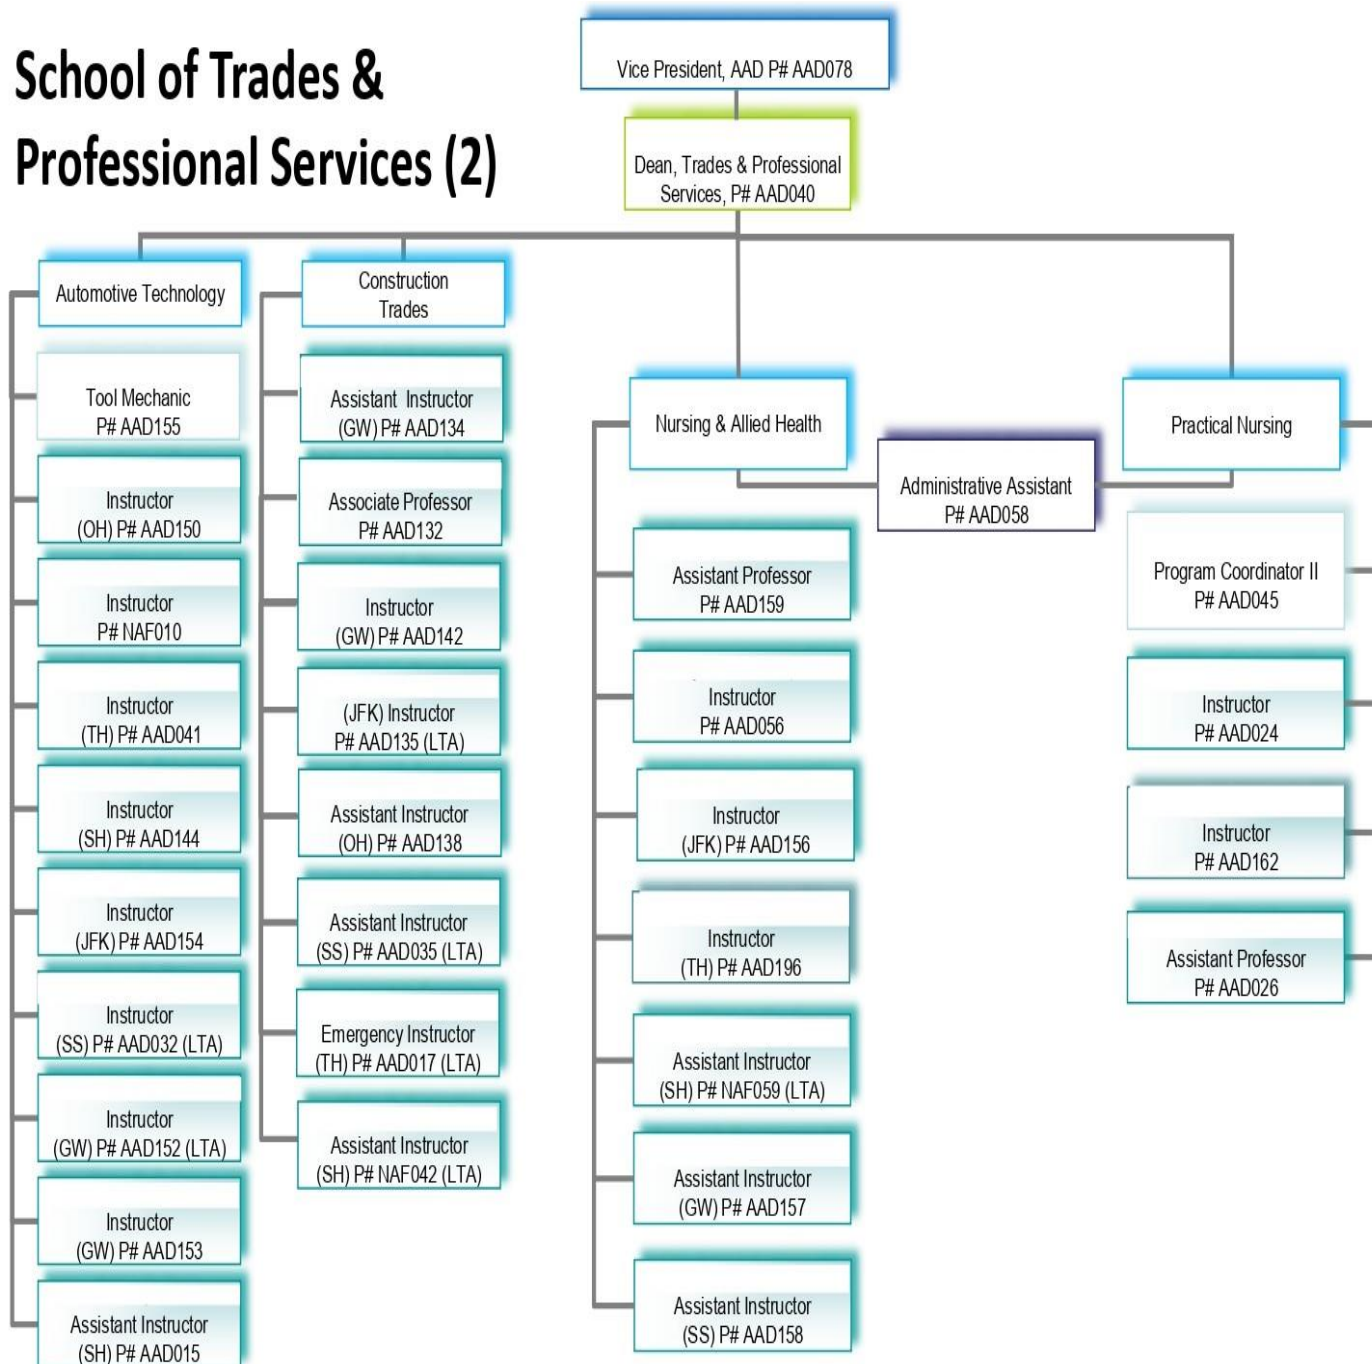 School of Trades &
Professional Services (2)
Vice President, AAD P# AAD078
Dean, Trades & Professional
Services, P# AAD040
Automotive Technology
Tool Mechanic
P# AAD155
Instructor
(OH) P# AAD150
Instructor
P# NAF010
Instructor
(TH) P# AAD041
Instructor
(SH) P# AAD144
Instructor
(JFK) P# AAD154
Instructor
(SS) P# AAD032 (LTA)
Instructor
(GW) P# AAD152 (LTA)
Instructor
(GW) P# AAD153
Assistant Instructor
(SH) P# AAD015
Construction
Trades
Assistant Instructor
(GW) P# AAD134
Associate Professor
P# AAD132
Instructor
(GW) P# AAD142
(JFK) Instructor
P# AAD135 (LTA)
Assistant Instructor
(OH) P# AAD138
Assistant Instructor
(SS) P# AAD035 (LTA)
Emergency Instructor
(TH) P# AAD017 (LTA)
Assistant Instructor
(SH) P# NAF042 (LTA)
Nursing & Allied Health
Assistant Professor
P# AAD159
Instructor
P# AAD056
Instructor
(JFK) P# AAD156
Instructor
(TH) P# AAD196
Assistant Instructor
(SH) P# NAF059 (LTA)
Assistant Instructor
(GW) P# AAD157
Assistant Instructor
(SS) P# AAD158
Administrative Assistant
P# AAD058
Practical Nursing
Program Coordinator II
P# AAD045
Instructor
P# AAD024
Instructor
P# AAD162
Assistant Professor
P# AAD026